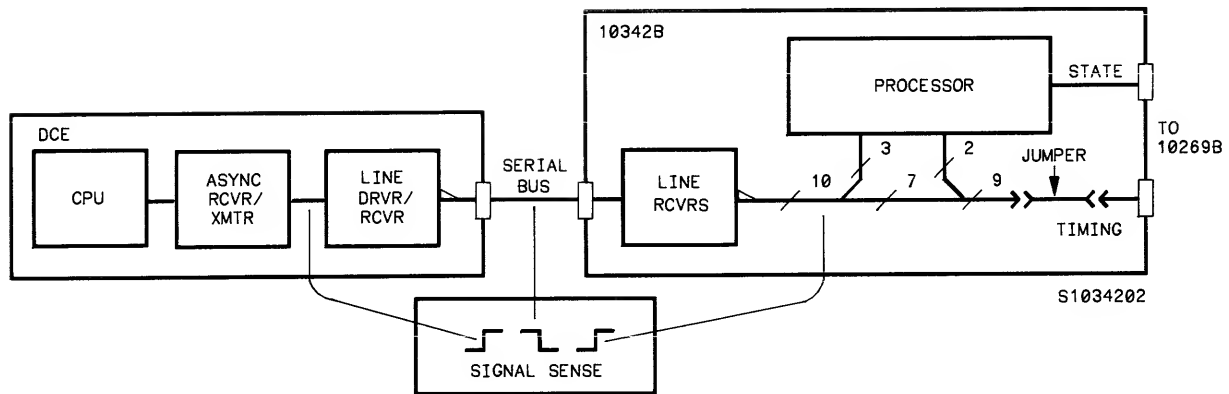 10342B
PROCESSOR
STATE
TO
10269B
DCE
CPU
ASYNC
RCVR/
XMTR
LINE
DRVR/
RCVR
SERIAL
BUS
LINE
RCVRS
10
3
7
2
9
JUMPER
TIMING
S1034202
SIGNAL SENSE